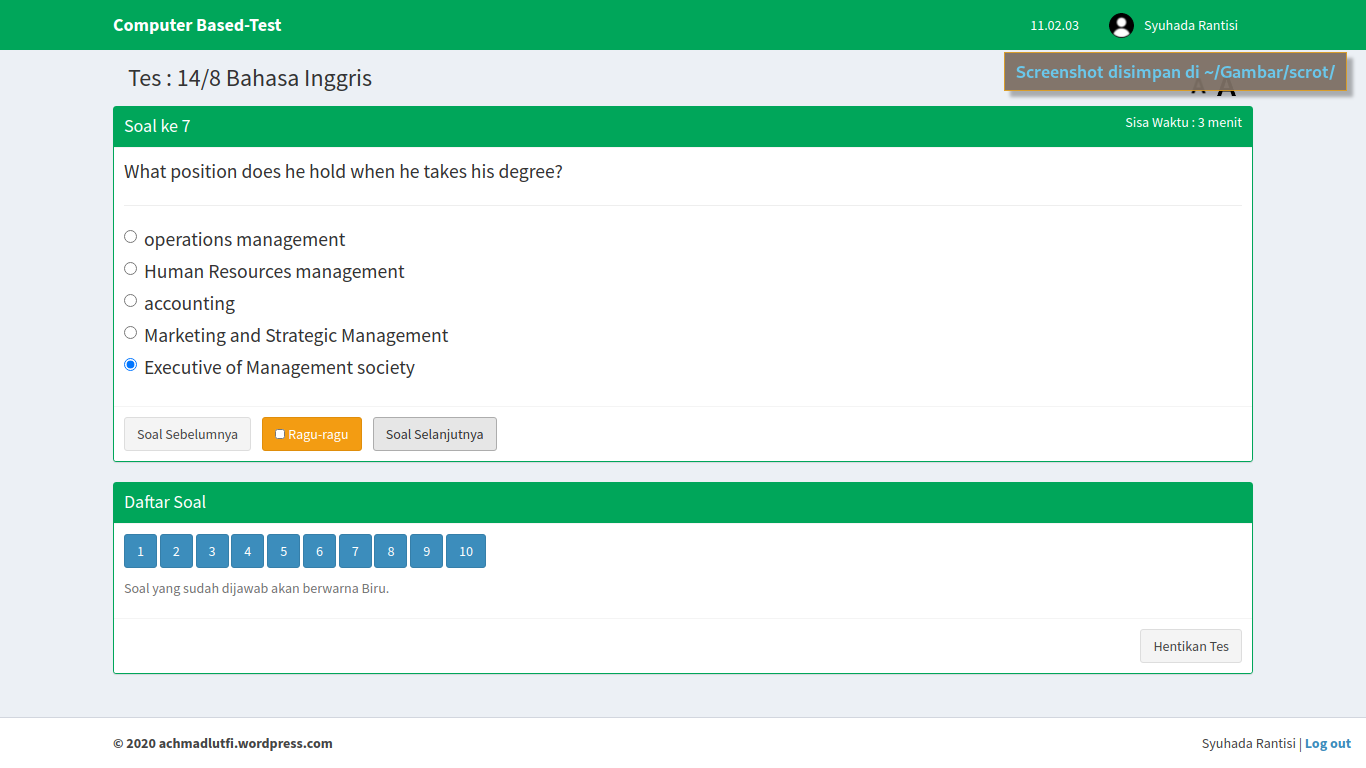 Computer Based-Test
11.02.03
Syuhada Rantisi
Tes : 14/8 Bahasa Inggris
Screenshot disimpan di ~/Gambar/scrot/
A A
Soal ke 7
Sisa Waktu : 3 menit
What position does he hold when he takes his degree?
operations management
Human Resources management
accounting
Marketing and Strategic Management
Executive of Management society
Soal Sebelumnya
Ragu-ragu
Soal Selanjutnya
Daftar Soal
1 2 3 4 5 6 7 8 9 10
Soal yang sudah dijawab akan berwarna Biru.
Hentikan Tes
© 2020 achmadlutfi.wordpress.com
Syuhada Rantisi | Log out